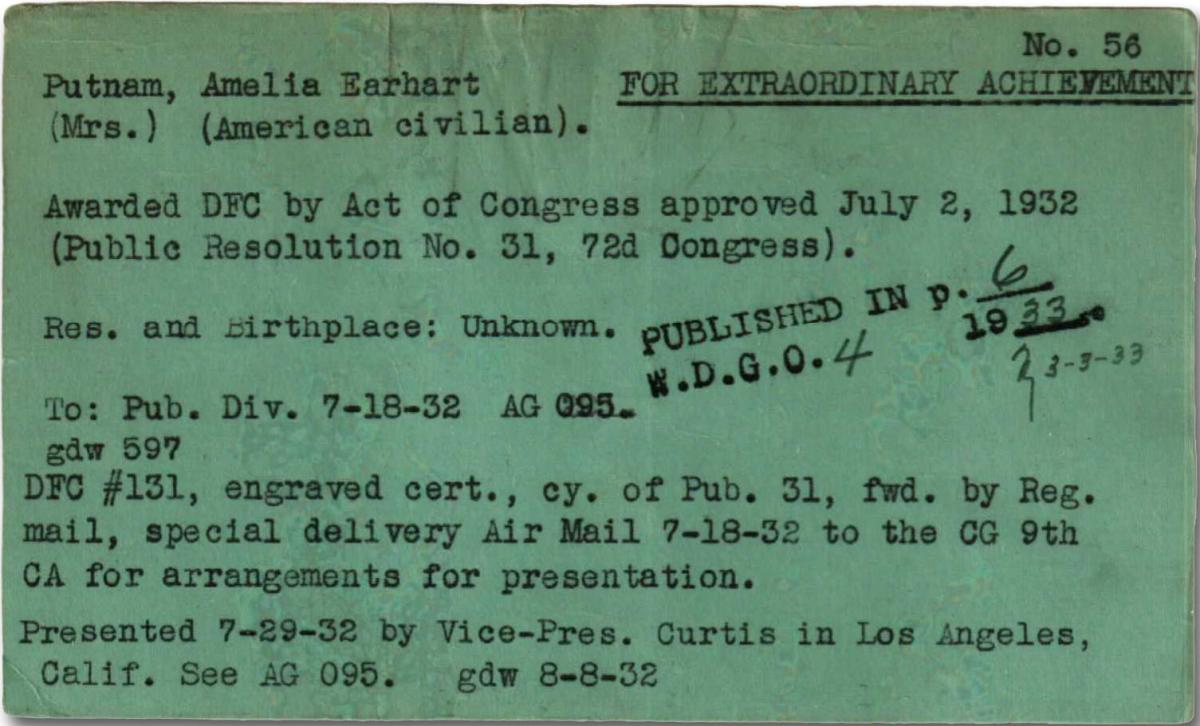 No. 56
Putnam, Amelia Earhart
FOR EXTRAORDINARY ACHIEVEMENT
(Mrs.) (American civilian).
Awarded DFC by Act of Congress approved July 2, 1932
(Public Resolution No. 31, 72d Congress).
Res. and Birthplace: Unknown.
PUBLISHED IN p. 6
W.D.G.O. 4 1933.
3-3-33
To: Pub. Div. 7-18-32 AG 095.
gdw 597
DFC #131, engraved cert., cy. of Pub. 31, fwd. by Reg.
mail, special delivery Air Mail 7-18-32 to the CG 9th
CA for arrangements for presentation.
Presented 7-29-32 by Vice-Pres. Curtis in Los Angeles,
Calif. See AG 095. gdw 8-8-32